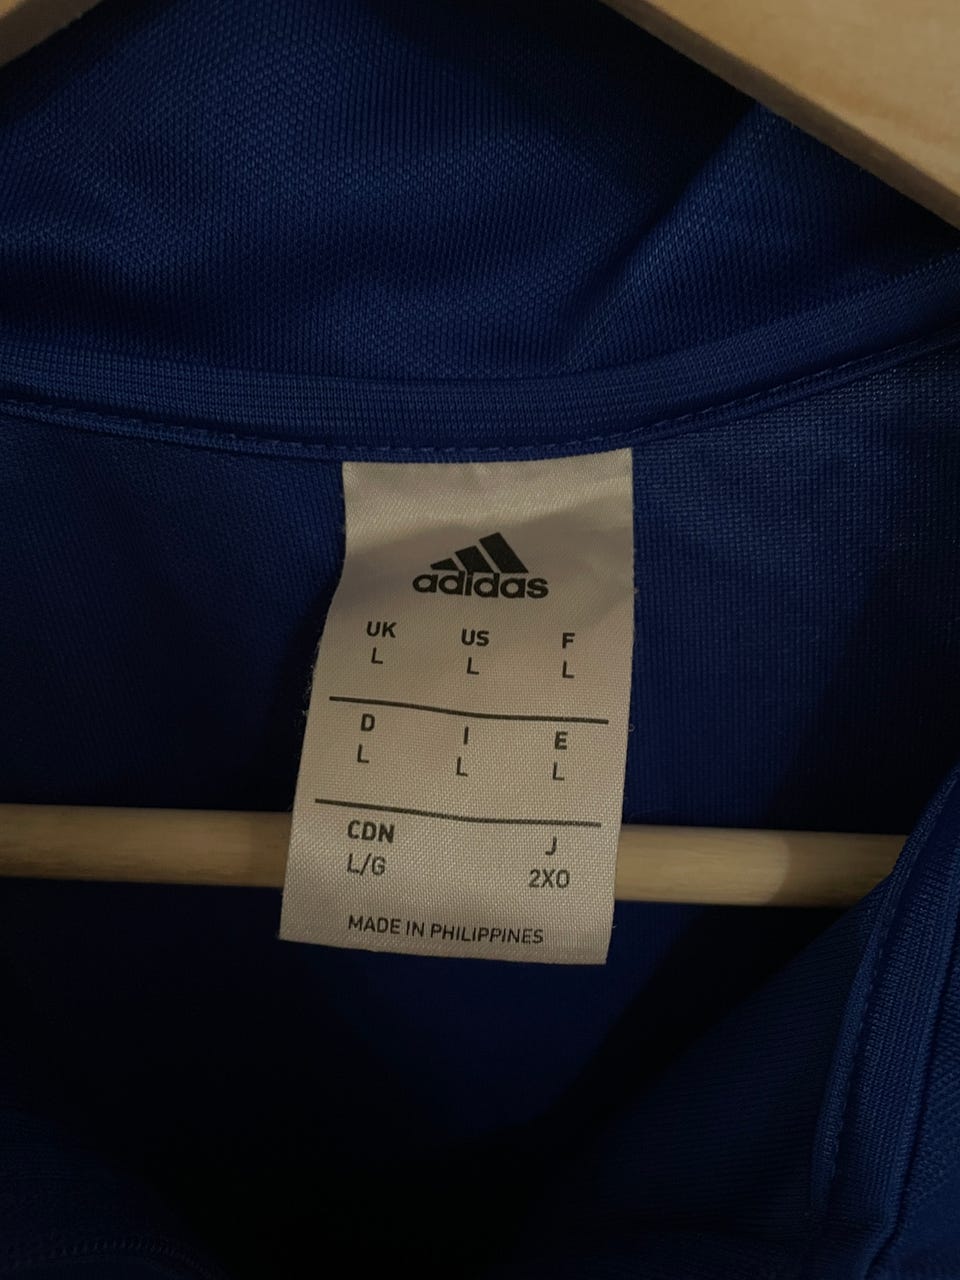 adidas
UK US F
L L L
D I E
L L L
CDN J
L/G 2XO
MADE IN PHILIPPINES